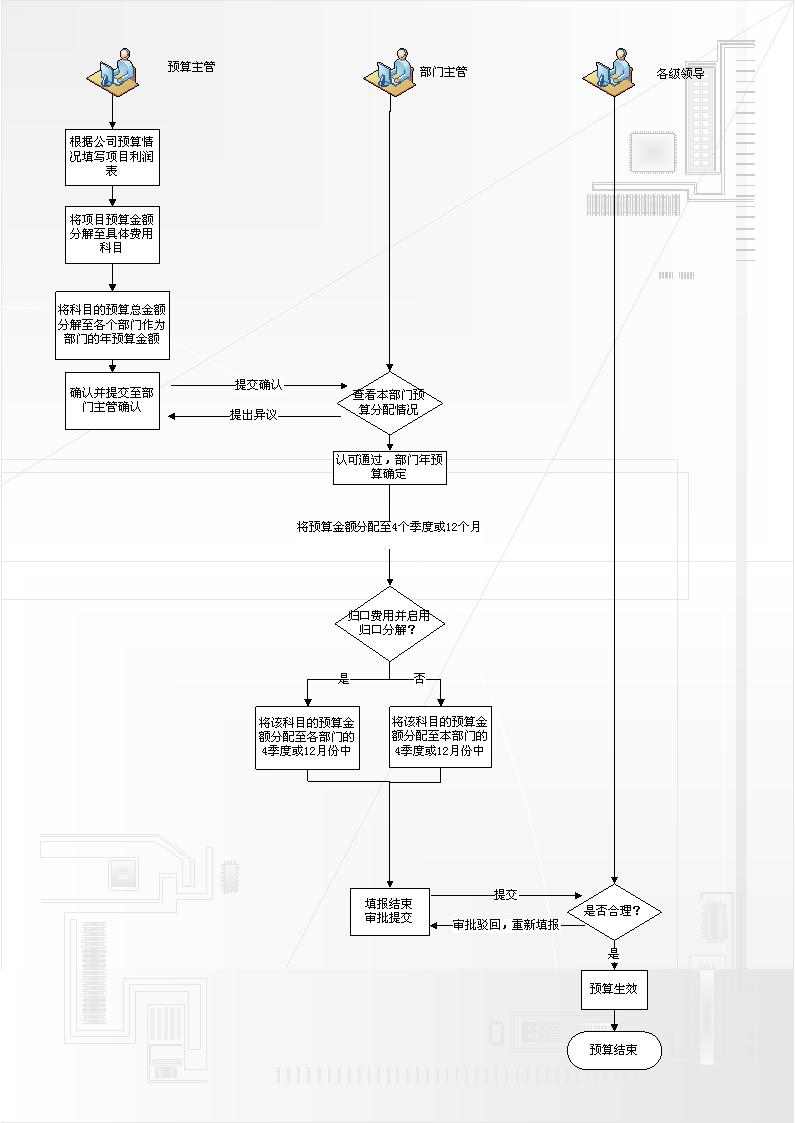 预算主管
部门主管
各级领导
根据公司预算情
况填写项目利润
表
将项目预算金额
分解至具体费用
科目
将科目的预算总金额
分解至各个部门作为
部门的年预算金额
确认并提交至部
门主管确认
提交确认
提出异议
查看本部门预
算分配情况
认可通过，部门年预
算确定
将预算金额分配至4个季度或12个月
归口费用并启用
归口分解？
是
否
将该科目的预算金
额分配至各部门的
4季度或12月份中
将该科目的预算金
额分配至本部门的
4季度或12月份中
填报结束
审批提交
提交
审批驳回，重新填报
是否合理？
是
预算生效
预算结束